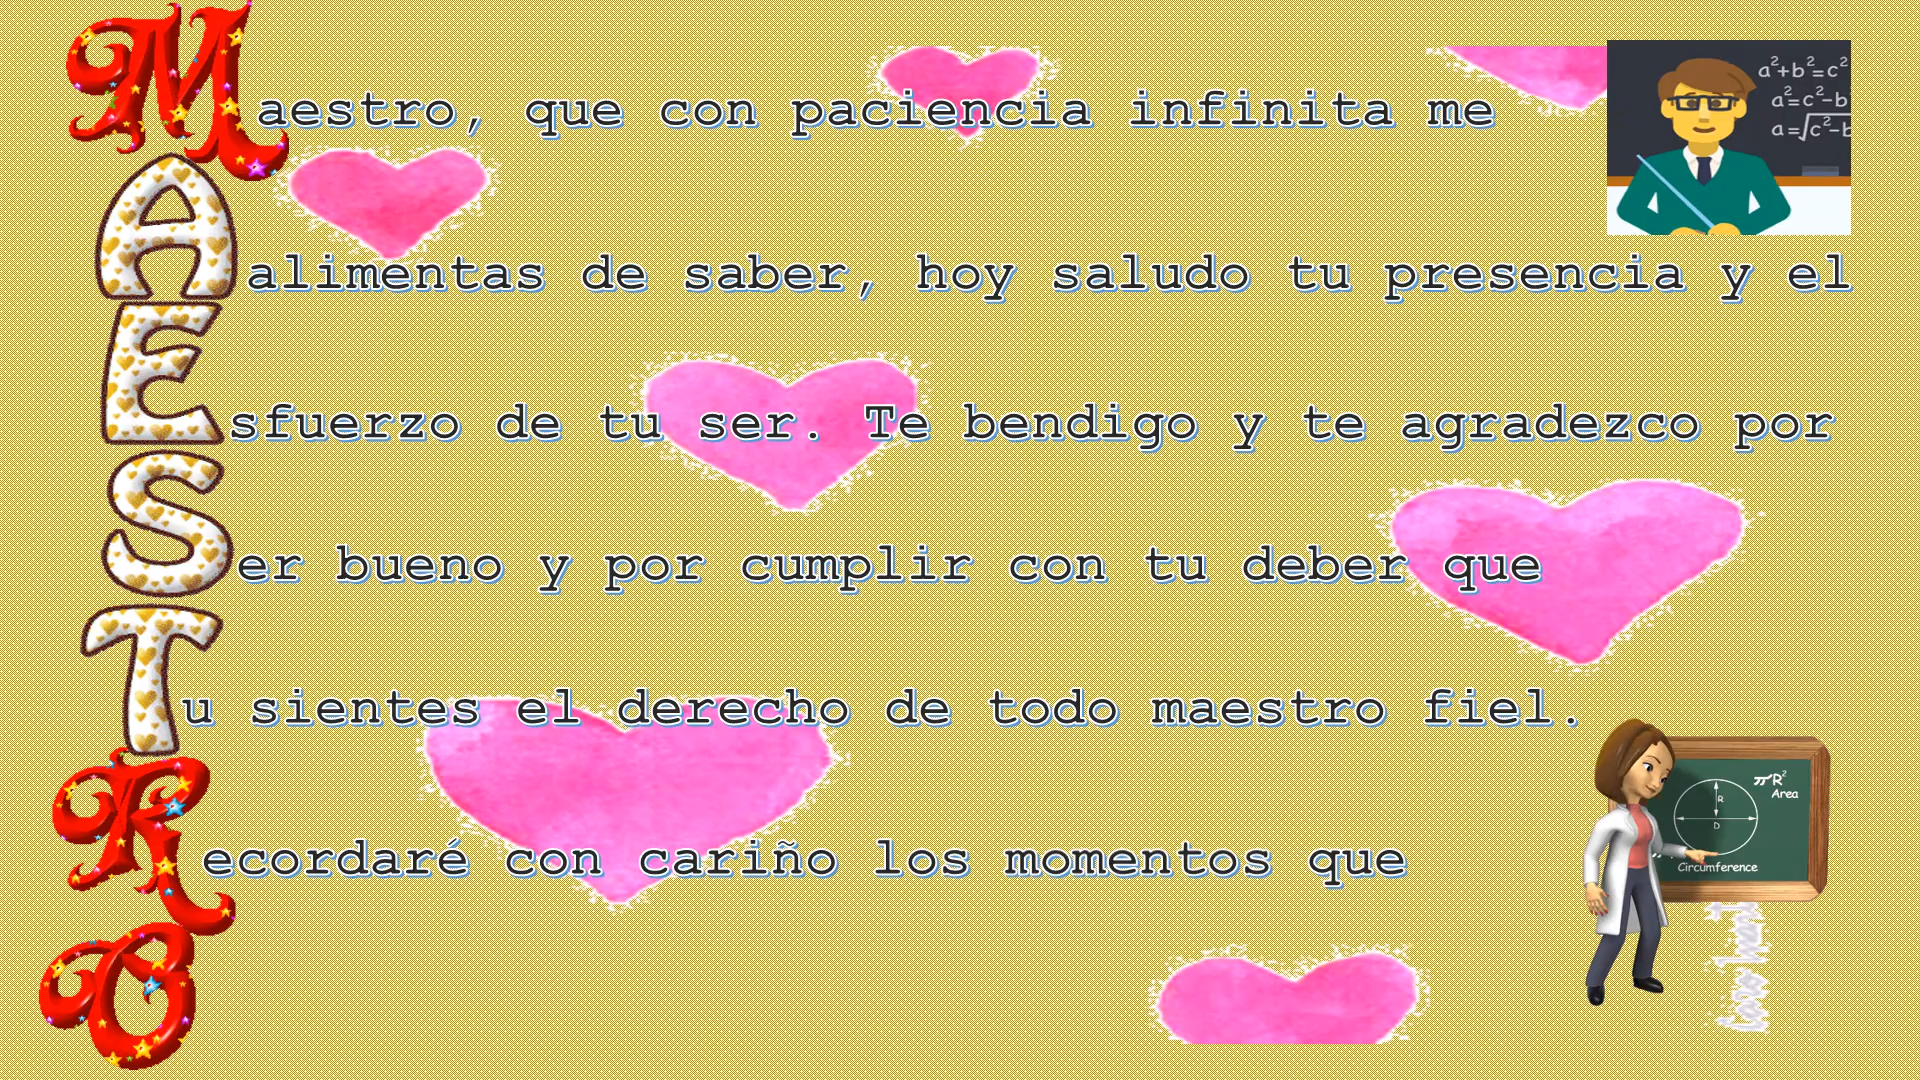 Maestro, que con paciencia infinita me
a²+b²=c²
a²=c²-b
a=√c²-b
Alimentas de saber, hoy saludo tu presencia y el
Esfuerzo de tu ser. Te bendigo y te agradezco por
Ser bueno y por cumplir con tu deber que
Tu sientes el derecho de todo maestro fiel.
πR²
Area
R
D
Circumference
Recordaré con cariño los momentos que
O